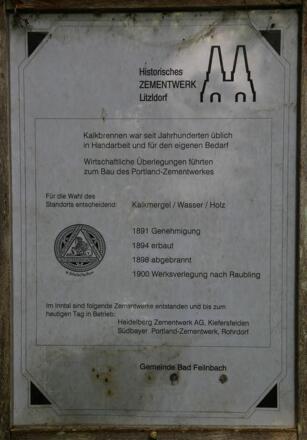 Historisches
ZEMENTWERK
Litzldorf
Kalkbrennen war seit Jahrhunderten üblich
in Handarbeit und für den eigenen Bedarf
Wirtschaftliche Überlegungen führten
zum Bau des Portland-Zementwerkes
Für die Wahl des
Standorts entscheidend: Kalkmergel / Wasser / Holz
1891 Genehmigung
1894 erbaut
1898 abgebrannt
1900 Werksverlegung nach Raubling
Im Inntal sind folgende Zementwerke entstanden und bis zum
heutigen Tag in Betrieb:
Heidelberg Zementwerk AG, Kiefersfelden
Südbayer. Portland-Zementwerk, Rohrdorf
Gemeinde Bad Feilnbach